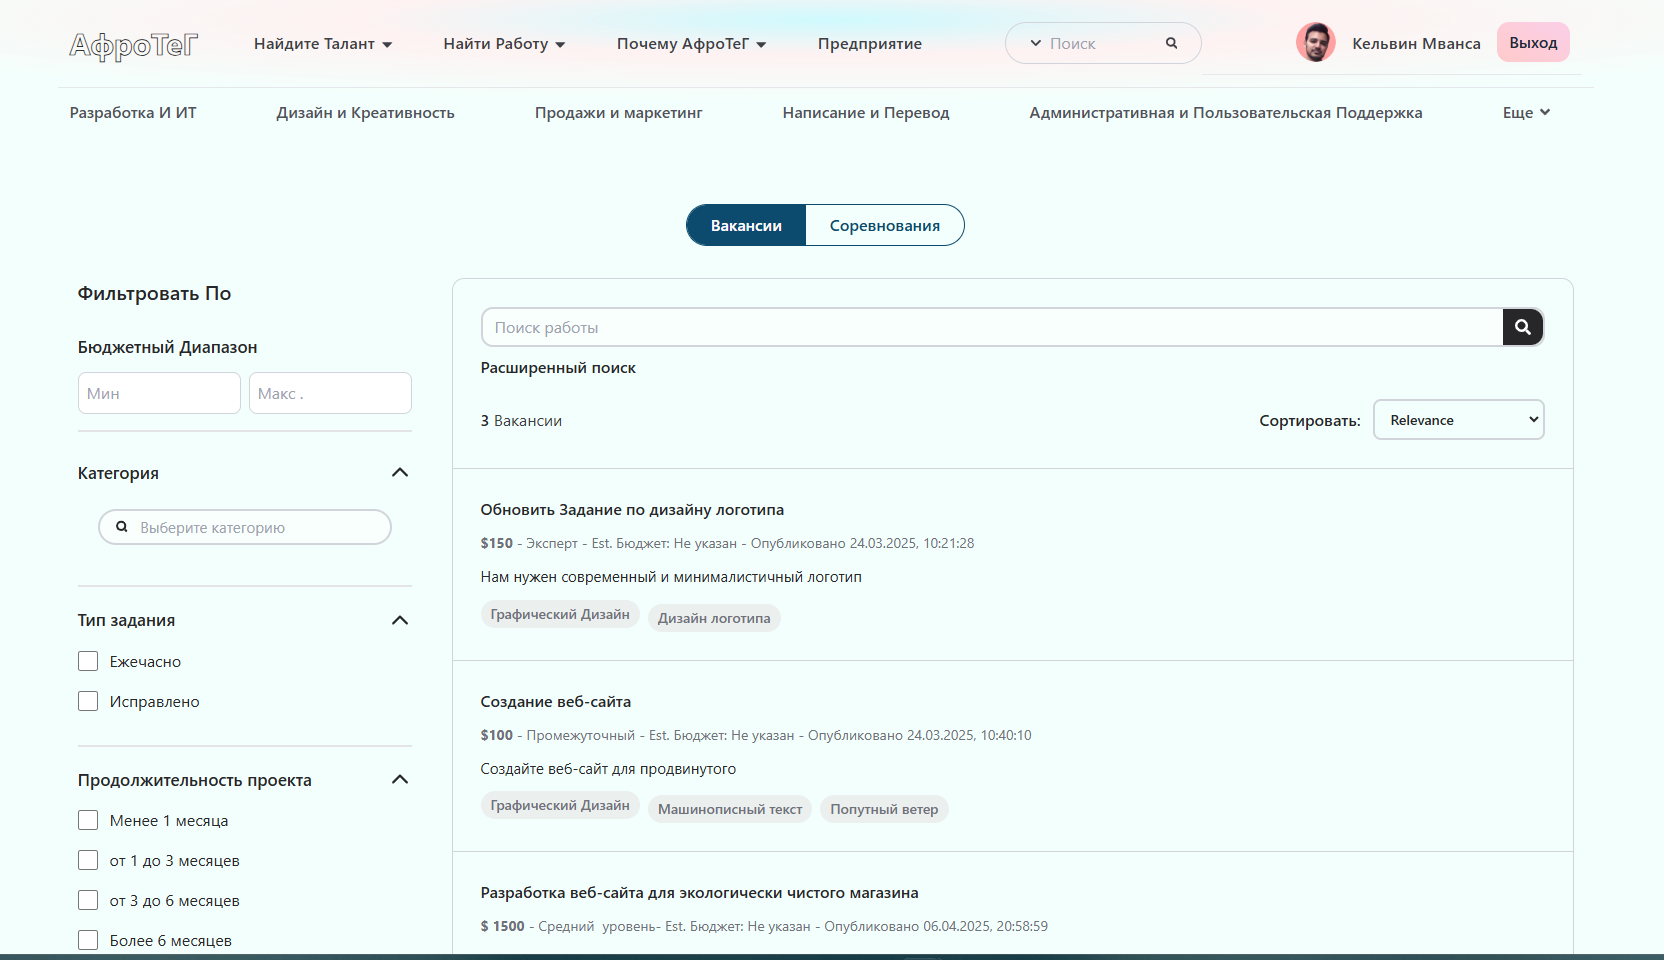 АфроТеГ
Найдите Талант
Найти Работу
Почему АфроТеГ
Предприятие
Поиск
Кельвин Мванса
Выход
Разработка И ИТ
Дизайн и Креативность
Продажи и маркетинг
Написание и Перевод
Административная и Пользовательская Поддержка
Еще
Вакансии
Соревнования
Фильтровать По
Бюджетный Диапазон
Мин
Макс .
Категория
Выберите категорию
Тип задания
Ежечасно
Исправлено
Продолжительность проекта
Менее 1 месяца
от 1 до 3 месяцев
от 3 до 6 месяцев
Более 6 месяцев
Поиск работы
Расширенный поиск
3 Вакансии
Сортировать:
Relevance
Обновить Задание по дизайну логотипа
$150 - Эксперт - Est. Бюджет: Не указан - Опубликовано 24.03.2025, 10:21:28
Нам нужен современный и минималистичный логотип
Графический Дизайн
Дизайн логотипа
Создание веб-сайта
$100 - Промежуточный - Est. Бюджет: Не указан - Опубликовано 24.03.2025, 10:40:10
Создайте веб-сайт для продвинутого
Графический Дизайн
Машинописный текст
Попутный ветер
Разработка веб-сайта для экологически чистого магазина
$ 1500 - Средний уровень- Est. Бюджет: Не указан - Опубликовано 06.04.2025, 20:58:59